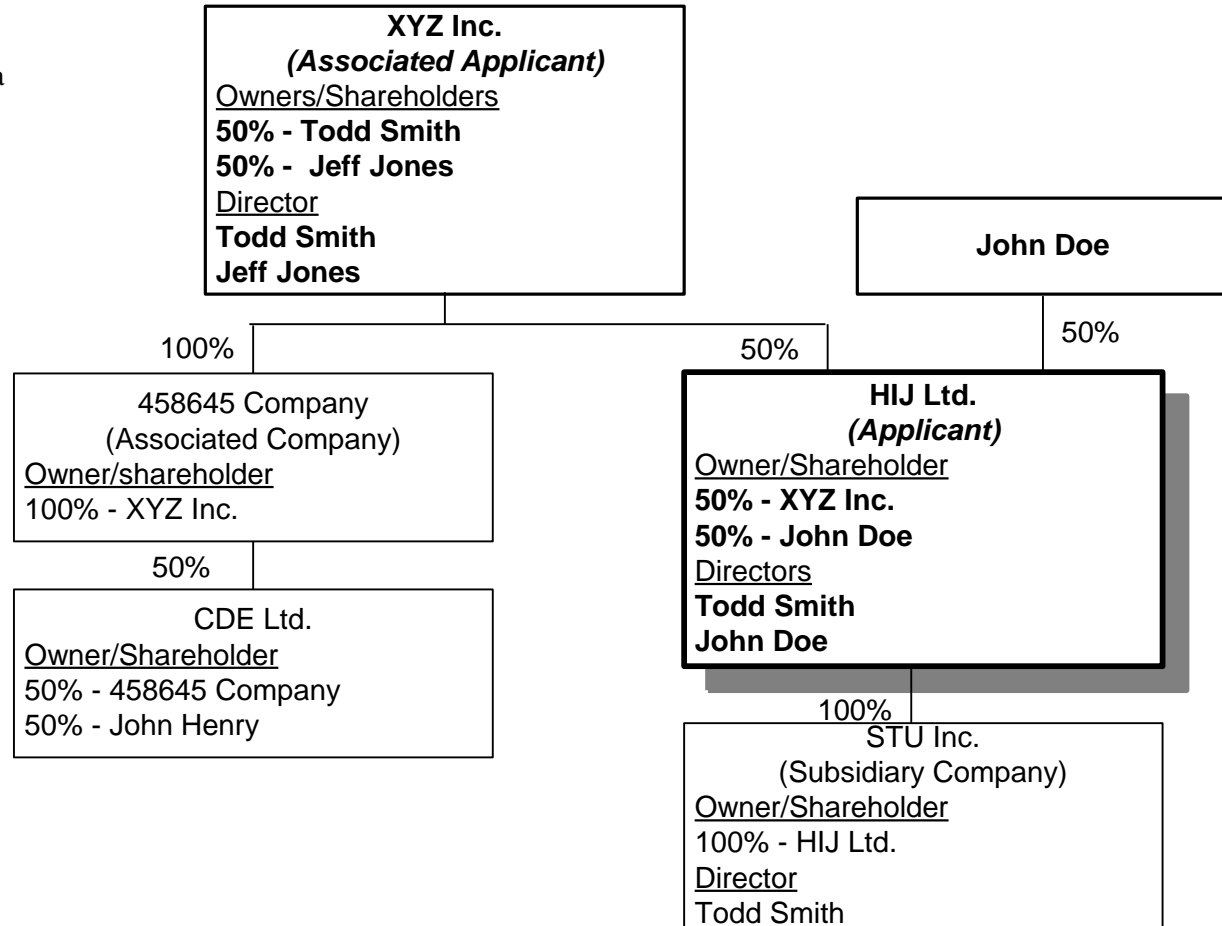 XYZ Inc.
(Associated Applicant)
Owners/Shareholders
50% - Todd Smith
50% -  Jeff Jones
Director
Todd Smith
Jeff Jones
John Doe
100%
50%
50%
458645 Company
(Associated Company)
Owner/shareholder
100% - XYZ Inc.
HIJ Ltd.
(Applicant)
Owner/Shareholder
50% - XYZ Inc.
50% - John Doe
Directors
Todd Smith
John Doe
50%
CDE Ltd.
Owner/Shareholder
50% - 458645 Company
50% - John Henry
100%
STU Inc.
(Subsidiary Company)
Owner/Shareholder
100% - HIJ Ltd.
Director
Todd Smith